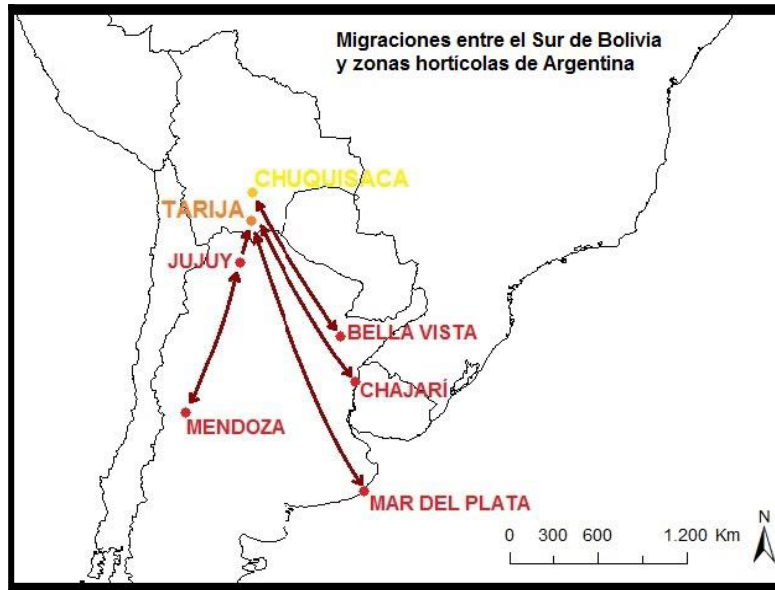 Migraciones entre el Sur de Bolivia
y zonas hortícolas de Argentina
CHUQUISACA
TARIJA
JUJUY
BELLA VISTA
CHAJARÍ
MENDOZA
MAR DEL PLATA
N
0 300 600 1.200 Km